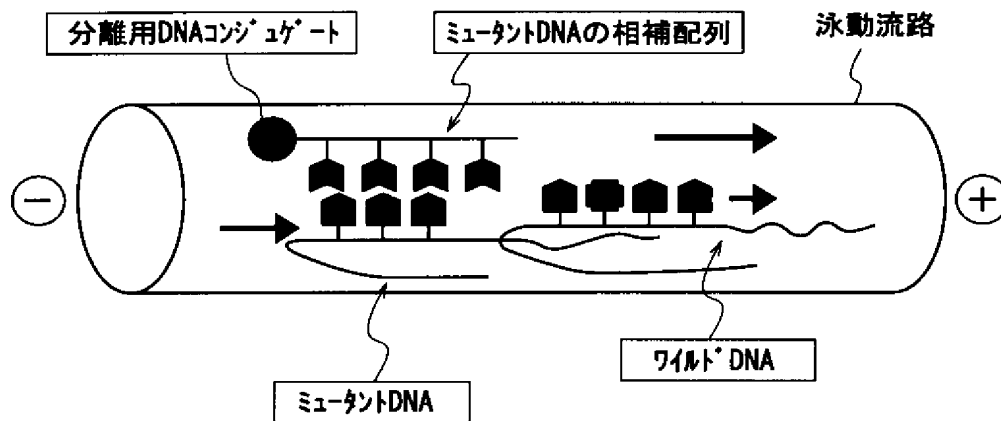 分離用DNAコンジュゲート
ミュータントDNAの相補配列
泳動流路
−
+
ワイルドDNA
ミュータントDNA